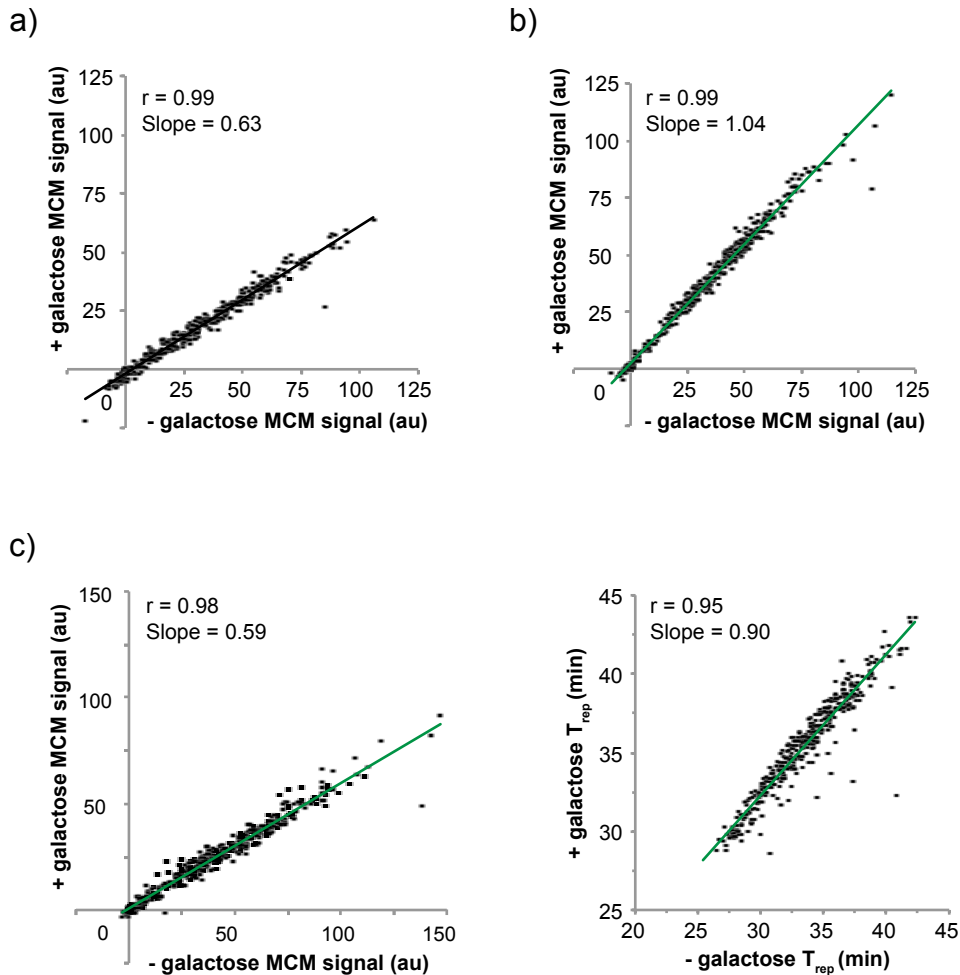 a)
+ galactose MCM signal (au)
125
100
75
50
25
r = 0.99
Slope = 0.63
0
25
50
75
100
125
- galactose MCM signal (au)
b)
+ galactose MCM signal (au)
125
100
75
50
25
r = 0.99
Slope = 1.04
0
25
50
75
100
125
- galactose MCM signal (au)
c)
+ galactose MCM signal (au)
150
100
50
r = 0.98
Slope = 0.59
0
50
100
150
- galactose MCM signal (au)
+ galactose Trep (min)
45
40
35
30
25
r = 0.95
Slope = 0.90
20
25
30
35
40
45
- galactose Trep (min)